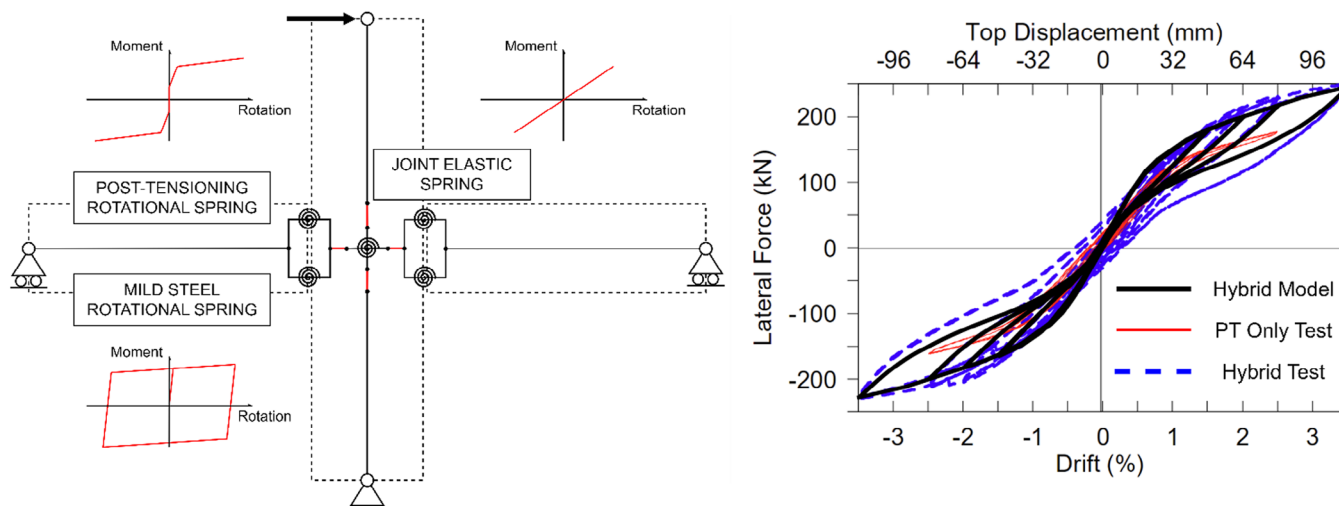 Moment
Rotation
Moment
Rotation
JOINT ELASTIC
SPRING
POST-TENSIONING
ROTATIONAL SPRING
MILD STEEL
ROTATIONAL SPRING
Moment
Rotation
Top Displacement (mm)
-96 -64 -32 0 32 64 96
Lateral Force (kN)
200
100
0
-100
-200
Hybrid Model
PT Only Test
Hybrid Test
-3 -2 -1 0 1 2 3
Drift (%)